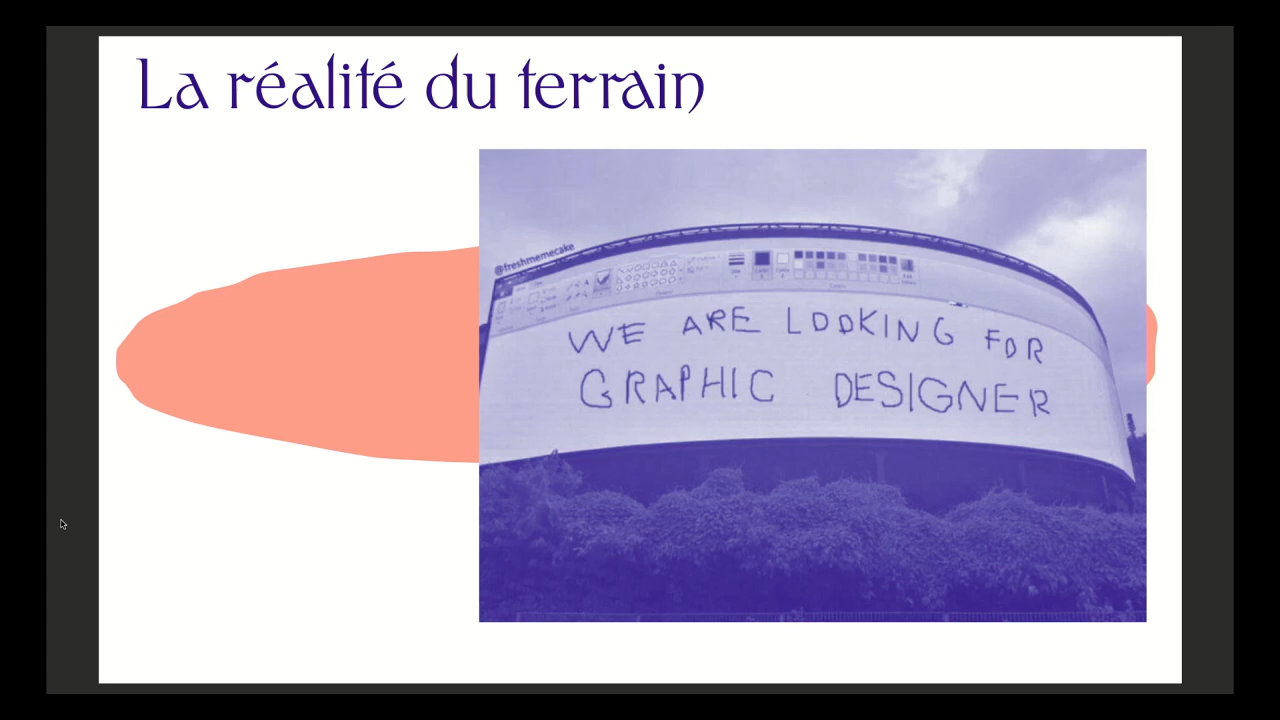 La réalité du terrain
@freshmemecake
WE ARE LOOKING FOR
GRAPHIC DESIGNER